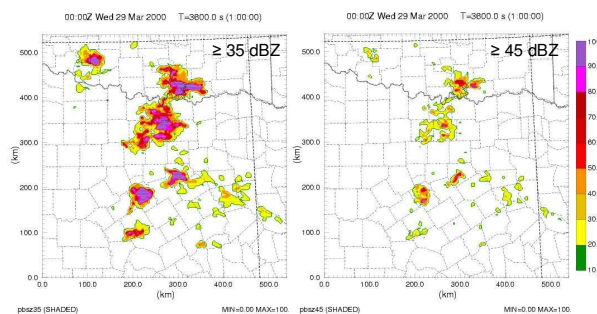 00:00Z Wed 29 Mar 2000 T=3600.0 s (1:00:00)
≥ 35 dBZ
500.0
400.0
300.0
200.0
100.0
0.0
(km)
0.0 100.0 200.0 300.0 400.0 500.0
(km)
pbsz35 (SHADED) MIN=0.00 MAX=100.
00:00Z Wed 29 Mar 2000 T=3600.0 s (1:00:00)
≥ 45 dBZ
500.0
400.0
300.0
200.0
100.0
0.0
(km)
0.0 100.0 200.0 300.0 400.0 500.0
(km)
pbsz45 (SHADED) MIN=0.00 MAX=100.
90
80
70
60
50
40
30
20